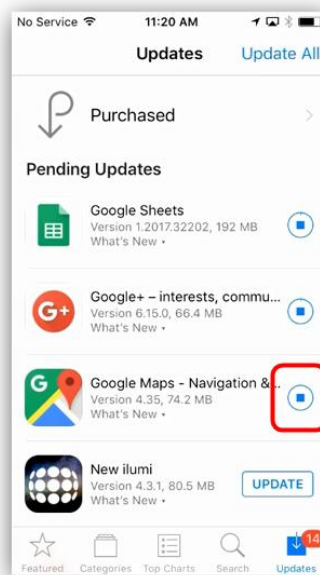 No Service 11:20 AM
Updates Update All
Purchased
Pending Updates
Google Sheets
Version 1.2017.32202, 192 MB
What's New •
Google+ – interests, commu...
G+
Version 6.15.0, 66.4 MB
What's New •
G
Google Maps - Navigation &...
Version 4.35, 74.2 MB
What's New •
New ilumi
Version 4.3.1, 80.5 MB
UPDATE
What's New •
14
Featured Categories Top Charts Search Updates